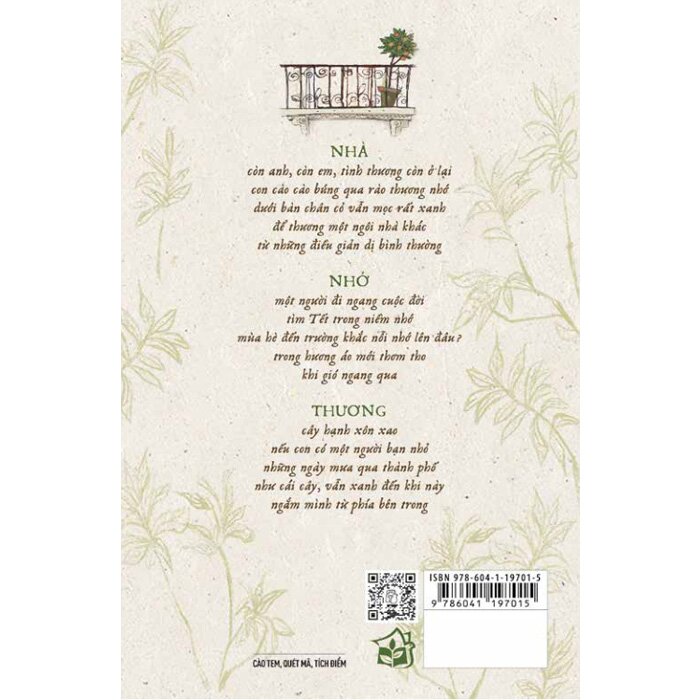 NHÀ
còn anh, còn em, tình thương còn ở lại
con cào cào búng qua rào thương nhớ
dưới bàn chân cỏ vẫn mọc rất xanh
để thương một ngôi nhà khác
từ những điều giản dị bình thường
NHỚ
một người đi ngang cuộc đời
tìm Tết trong niềm nhớ
mùa hè đến trường khắc nỗi nhớ lên đâu?
trong hương áo mới thơm tho
khi gió ngang qua
THƯƠNG
cây hạnh xôn xao
nếu con có một người bạn nhỏ
những ngày mưa qua thành phố
như cái cây, vẫn xanh đến khi này
ngắm mình từ phía bên trong
ISBN 978-604-1-19701-5
9 786041 197015
CÀO TEM, QUÉT MÃ, TÍCH ĐIỂM